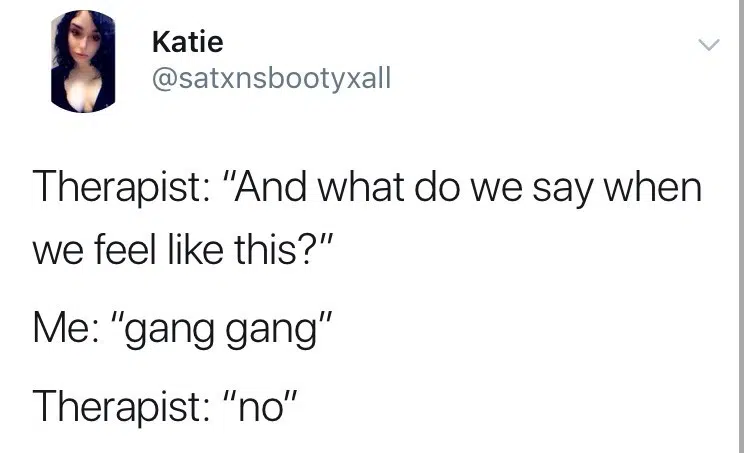 Katie
@satxnsbootyxall
Therapist: “And what do we say when
we feel like this?”
Me: “gang gang”
Therapist: “no”